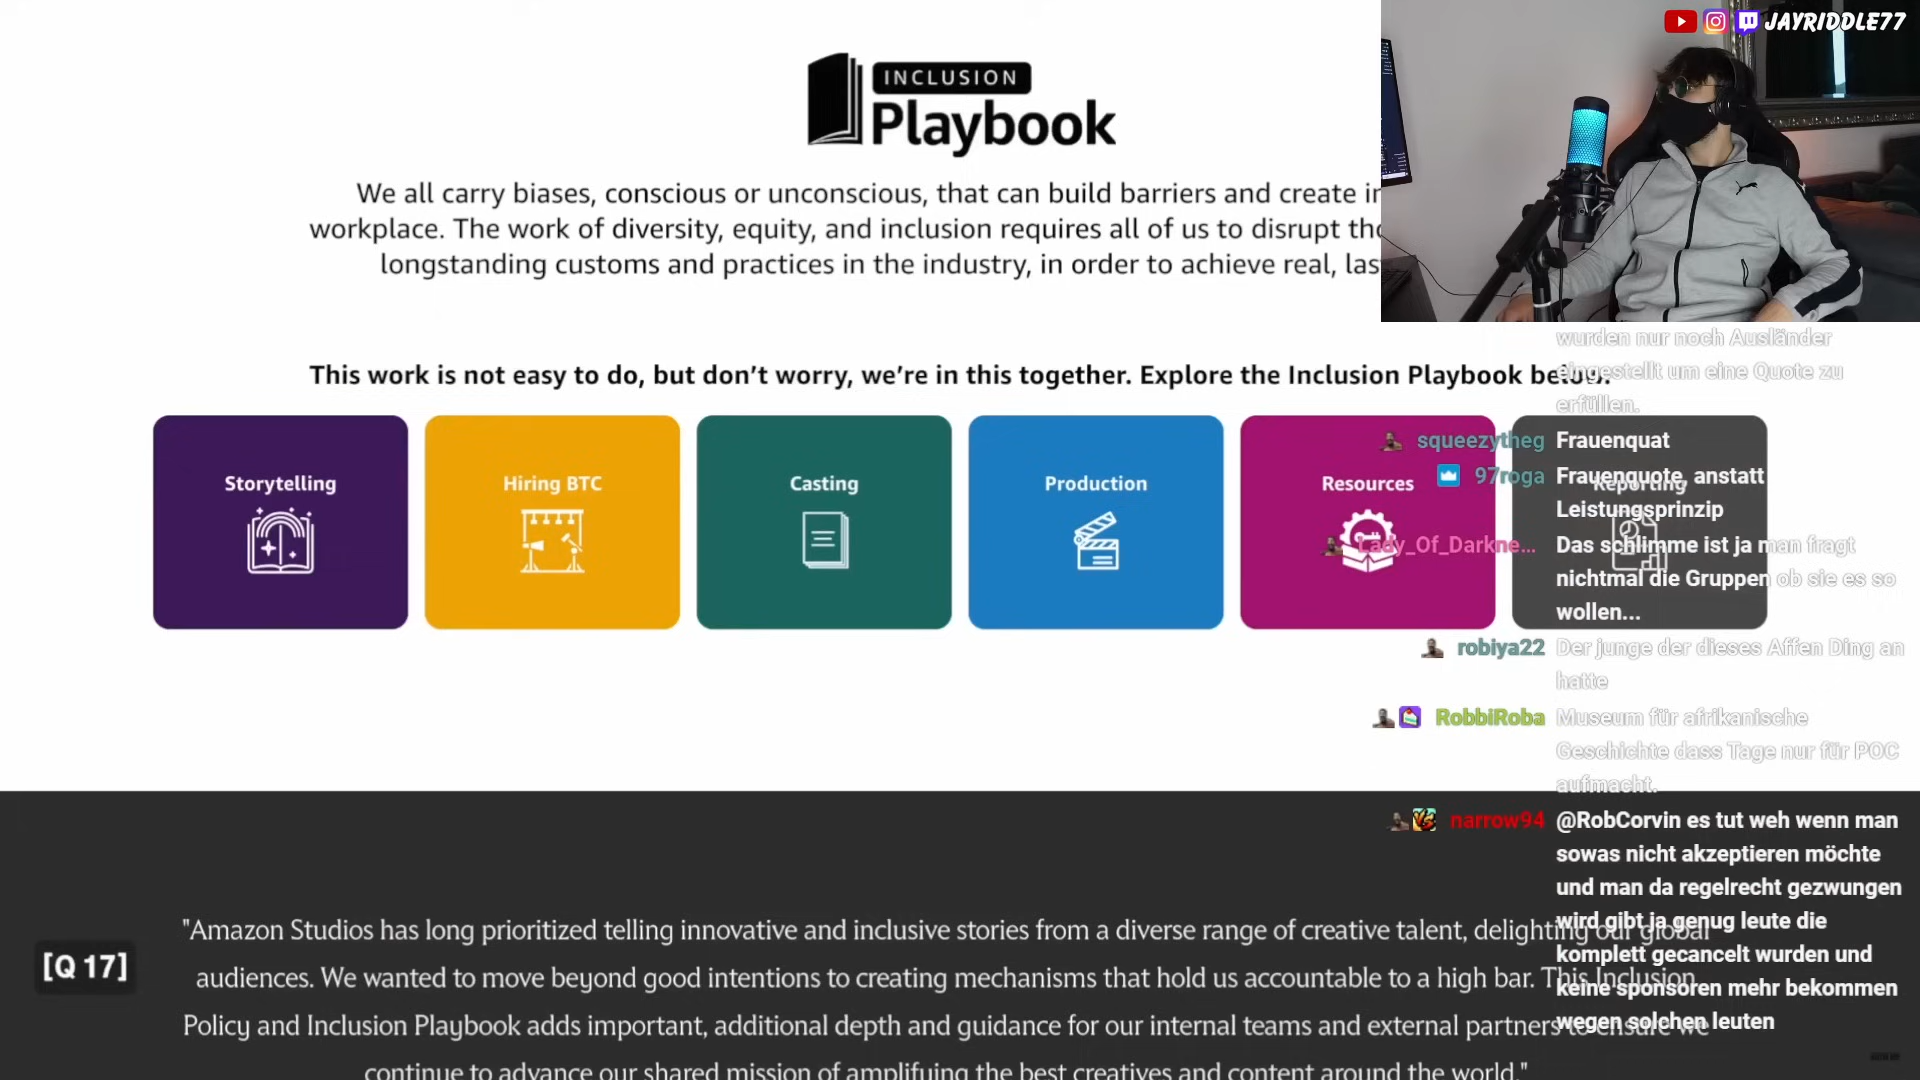 JAYRIDDLE77
INCLUSION
Playbook
We all carry biases, conscious or unconscious, that can build barriers and create
workplace. The work of diversity, equity, and inclusion requires all of us to disrupt
longstanding customs and practices in the industry, in order to achieve real,
This work is not easy to do, but don't worry, we're in this together. Explore the Inclusion Playbook below.
Storytelling
Hiring BTC
Casting
Production
Resources
Reporting
wurden nur noch Ausländer
eingestellt um eine Quote zu
erfüllen.
squeezytheg Frauenquat
97roga Frauenquote, anstatt
Leistungsprinzip
Lady_Of_Darkne... Das schlimme ist ja man fragt
nichtmal die Gruppen ob sie es so
wollen...
robiya22 Der junge der dieses Affen Ding an
hatte
RobbiRoba Museum für afrikanische
Geschichte dass Tage nur für POC
aufmacht.
narrow94 @RobCorvin es tut weh wenn man
sowas nicht akzeptieren möchte
und man da regelrecht gezwungen
wird gibt ja genug leute die
komplett gecancelt wurden und
keine sponsoren mehr bekommen
wegen solchen leuten
[Q 17]
"Amazon Studios has long prioritized telling innovative and inclusive stories from a diverse range of creative talent, delighting our global
audiences. We wanted to move beyond good intentions to creating mechanisms that hold us accountable to a high bar. This Inclusion
Policy and Inclusion Playbook adds important, additional depth and guidance for our internal teams and external partners to ensure we
continue to advance our shared mission of amplifying the best creatives and content around the world."